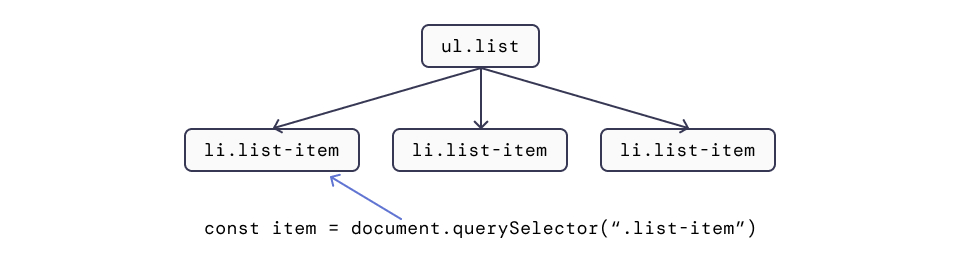 ul.list
li.list-item li.list-item li.list-item
const item = document.querySelector(“.list-item”)